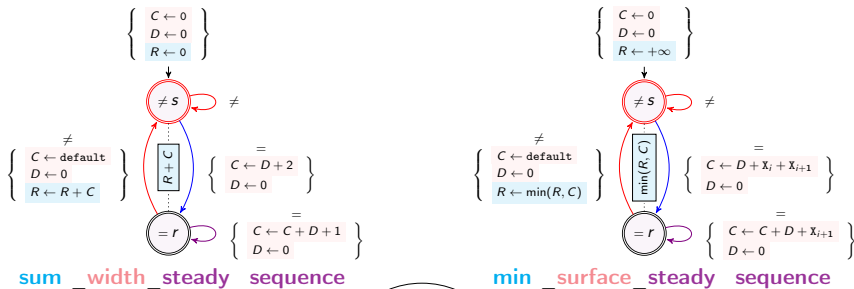 C ← 0
D ← 0
R ← 0
≠ s
≠
≠
C ← default
D ← 0
R ← R + C
R + C
=
C ← D + 2
D ← 0
=
C ← C + D + 1
D ← 0
= r
sum _width_steady sequence
C ← 0
D ← 0
R ← +∞
≠ s
≠
≠
C ← default
D ← 0
R ← min(R, C)
min(R, C)
=
C ← D + X_i + X_{i+1}
D ← 0
=
C ← C + D + X_{i+1}
D ← 0
= r
min _surface_steady sequence